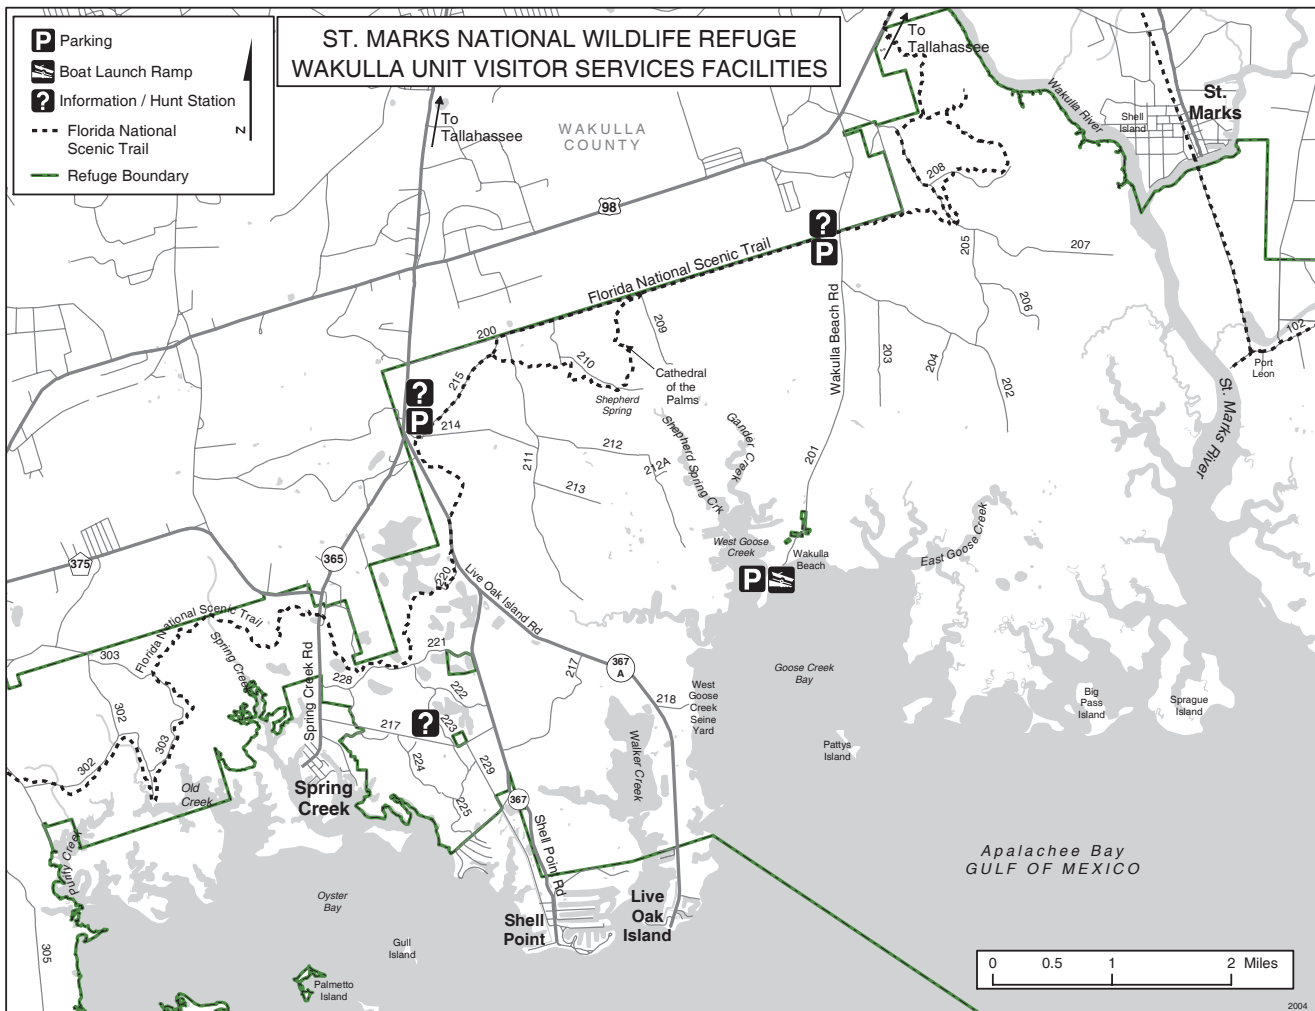 P Parking
Boat Launch Ramp
? Information / Hunt Station
Florida National
Scenic Trail
Refuge Boundary
N
ST. MARKS NATIONAL WILDLIFE REFUGE
WAKULLA UNIT VISITOR SERVICES FACILITIES
To
Tallahassee
To
Tallahassee
WAKULLA
COUNTY
Wakulla River
Shell
Island
St.
Marks
98
208
?
P
205
207
Florida National Scenic Trail
206
209
200
Wakulla Beach Rd
203
204
202
102
Port
Leon
210
215
Cathedral
of the
Palms
Shepherd
Spring
?
P
214
St. Marks River
Gander
Creek
Shepherd Spring Crk
212
211
212A
213
201
West Goose
Creek
Wakulla
Beach
East Goose Creek
P
375
365
220
Live Oak Island Rd
Florida National Scenic Trail
Spring Creek
303
221
228
Spring Creek Rd
217
367
A
222
218
West
Goose
Creek
Seine
Yard
Goose Creek
Bay
Big
Pass
Island
Sprague
Island
302
303
302
217
?
223
224
229
225
Walker Creek
Pattys
Island
Old
Creek
Spring
Creek
367
Shell Point Rd
Purify Creek
Apalachee Bay
GULF OF MEXICO
Oyster
Bay
Live
Oak
Island
Shell
Point
Gull
Island
305
Palmetto
Island
0 0.5 1 2 Miles
2004